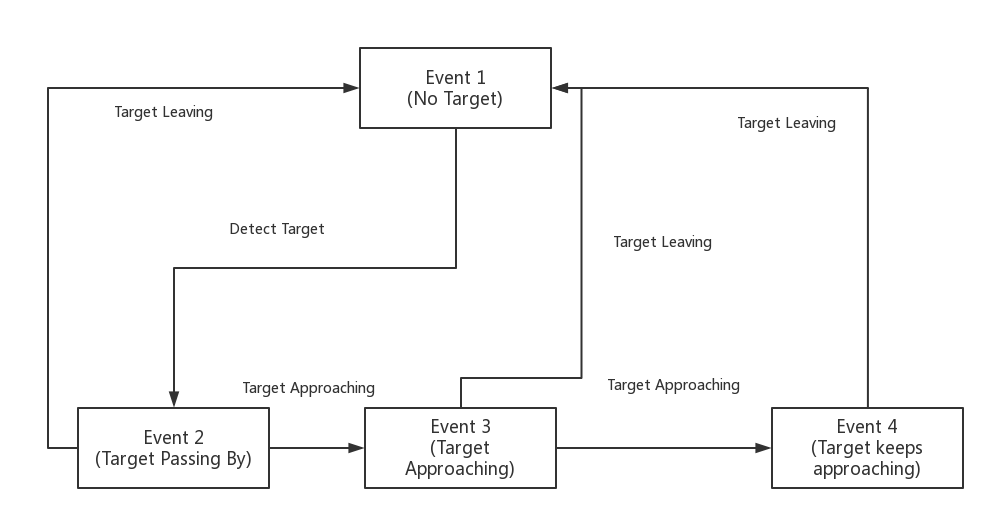 Event 1
(No Target)
Target Leaving
Target Leaving
Detect Target
Target Leaving
Target Approaching
Target Approaching
Event 2
(Target Passing By)
Event 3
(Target
Approaching)
Event 4
(Target keeps
approaching)